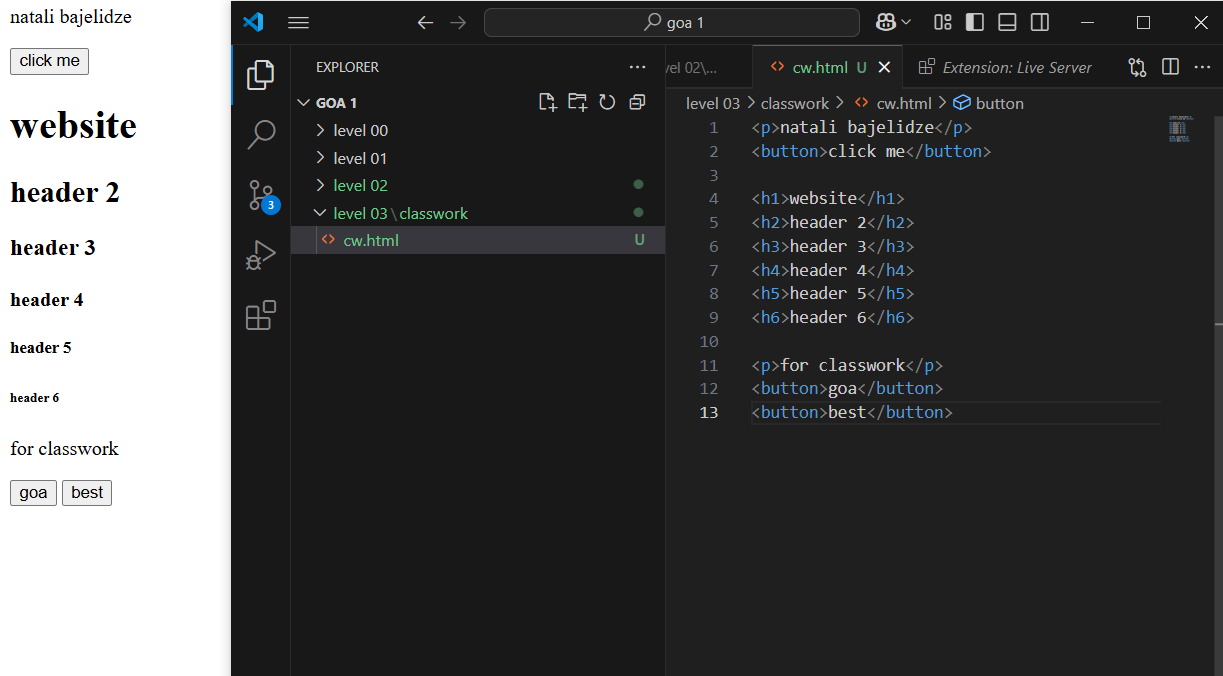 natali bajelidze
click me
website
header 2
header 3
header 4
header 5
header 6
for classwork
goa best
goa 1
EXPLORER
GOA 1
level 00
level 01
level 02
level 03\classwork
cw.html U
3
vel 02\... cw.html U Extension: Live Server
level 03 > classwork > cw.html > button
1 <p>natali bajelidze</p>
2 <button>click me</button>
3
4 <h1>website</h1>
5 <h2>header 2</h2>
6 <h3>header 3</h3>
7 <h4>header 4</h4>
8 <h5>header 5</h5>
9 <h6>header 6</h6>
10
11 <p>for classwork</p>
12 <button>goa</button>
13 <button>best</button>